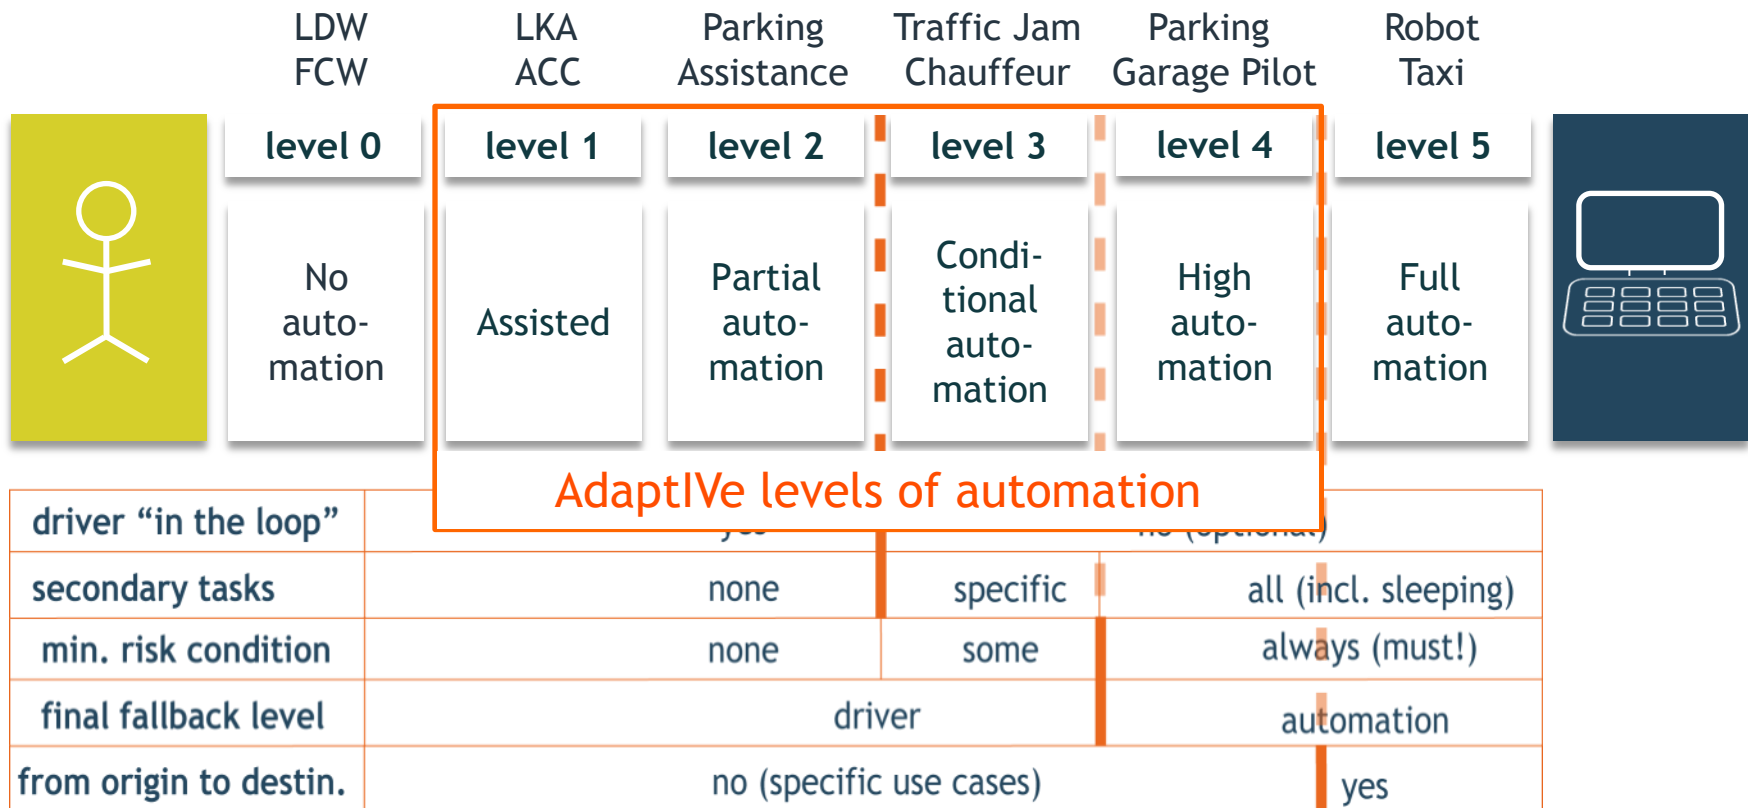 LDW
FCW
LKA
ACC
Parking
Assistance
Traffic Jam
Chauffeur
Parking
Garage Pilot
Robot
Taxi
level 0
level 1
level 2
level 3
level 4
level 5
No
auto-
mation
Assisted
Partial
auto-
mation
Condi-
tional
auto-
mation
High
auto-
mation
Full
auto-
mation
AdaptIVe levels of automation
driver “in the loop”
yes
no (optional)
secondary tasks
none
specific
all (incl. sleeping)
min. risk condition
none
some
always (must!)
final fallback level
driver
automation
from origin to destin.
no (specific use cases)
yes